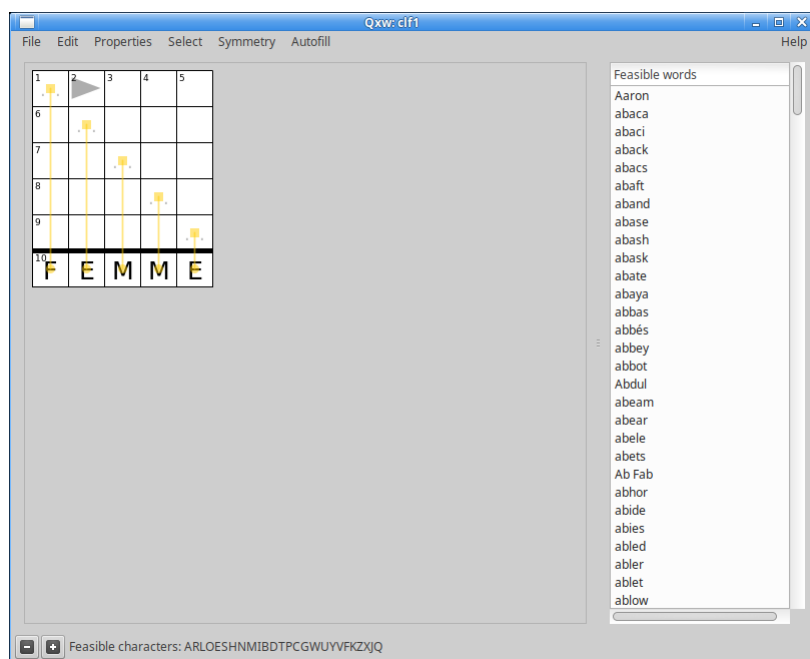 Qxw: clf1
File Edit Properties Select Symmetry Autofill Help
1 2 3 4 5
6
7
8
9
10
F E M M E
Feasible words
Aaron
abaca
abaci
aback
abacs
abaft
aband
abase
abash
abask
abate
abaya
abbas
abbés
abbey
abbot
Abdul
abeam
abear
abele
abets
Ab Fab
abhor
abide
abies
abled
abler
ablet
ablow
Feasible characters: ARLOESHNMIBDTPCGWUYVFKZXJQ